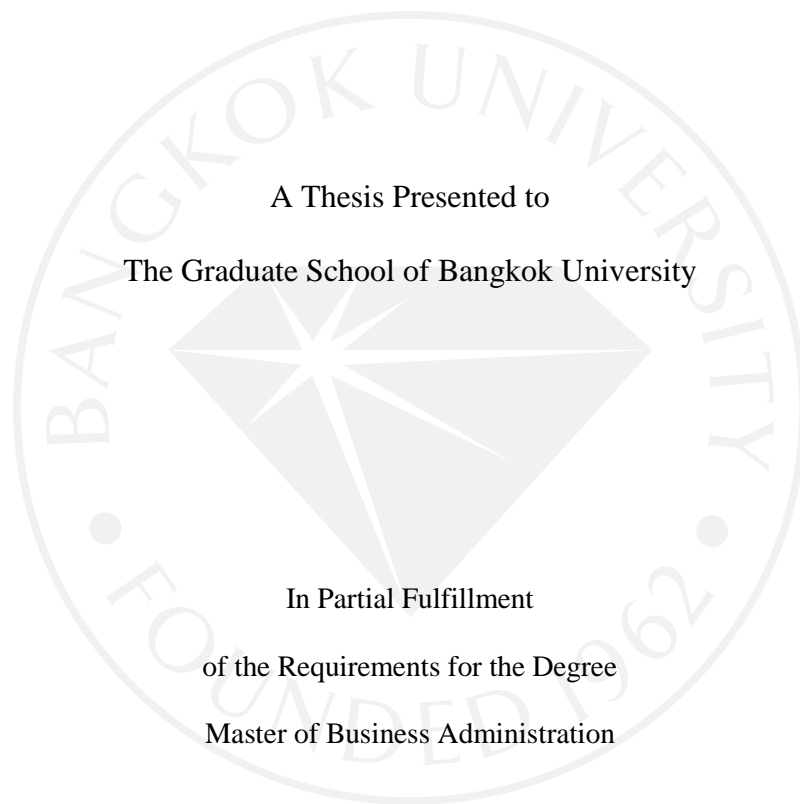 BANGKOK UNIVERSITY
A Thesis Presented to
The Graduate School of Bangkok University
In Partial Fulfillment
of the Requirements for the Degree
Master of Business Administration
• FOUNDED 1962 •